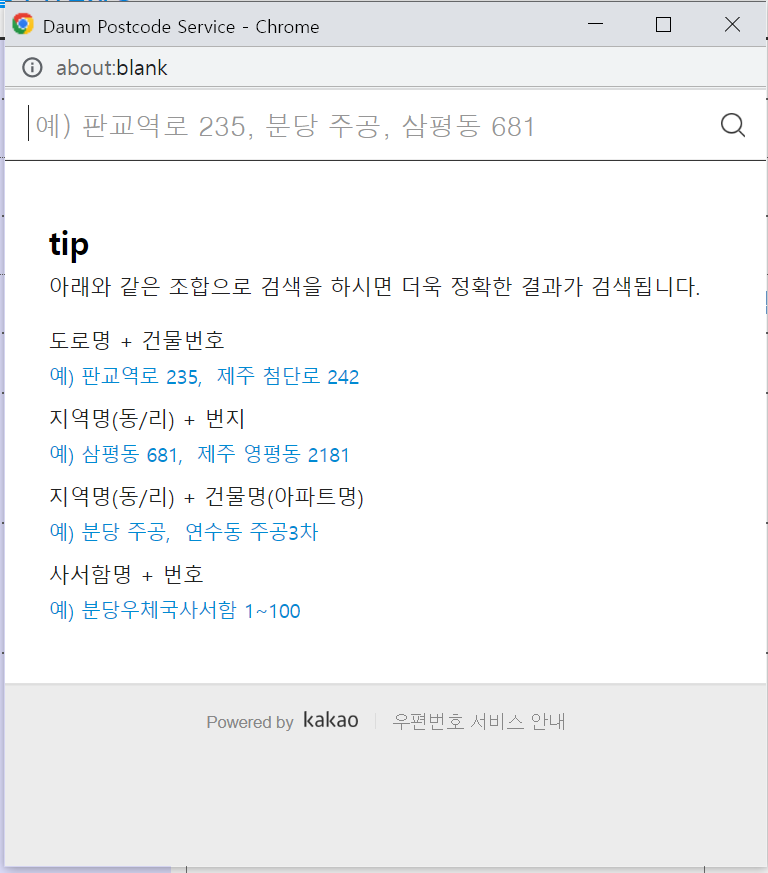 Daum Postcode Service - Chrome
about:blank
예) 판교역로 235, 분당 주공, 삼평동 681
tip
아래와 같은 조합으로 검색을 하시면 더욱 정확한 결과가 검색됩니다.
도로명 + 건물번호
예) 판교역로 235, 제주 첨단로 242
지역명(동/리) + 번지
예) 삼평동 681, 제주 영평동 2181
지역명(동/리) + 건물명(아파트명)
예) 분당 주공, 연수동 주공3차
사서함명 + 번호
예) 분당우체국사서함 1~100
Powered by kakao 우편번호 서비스 안내